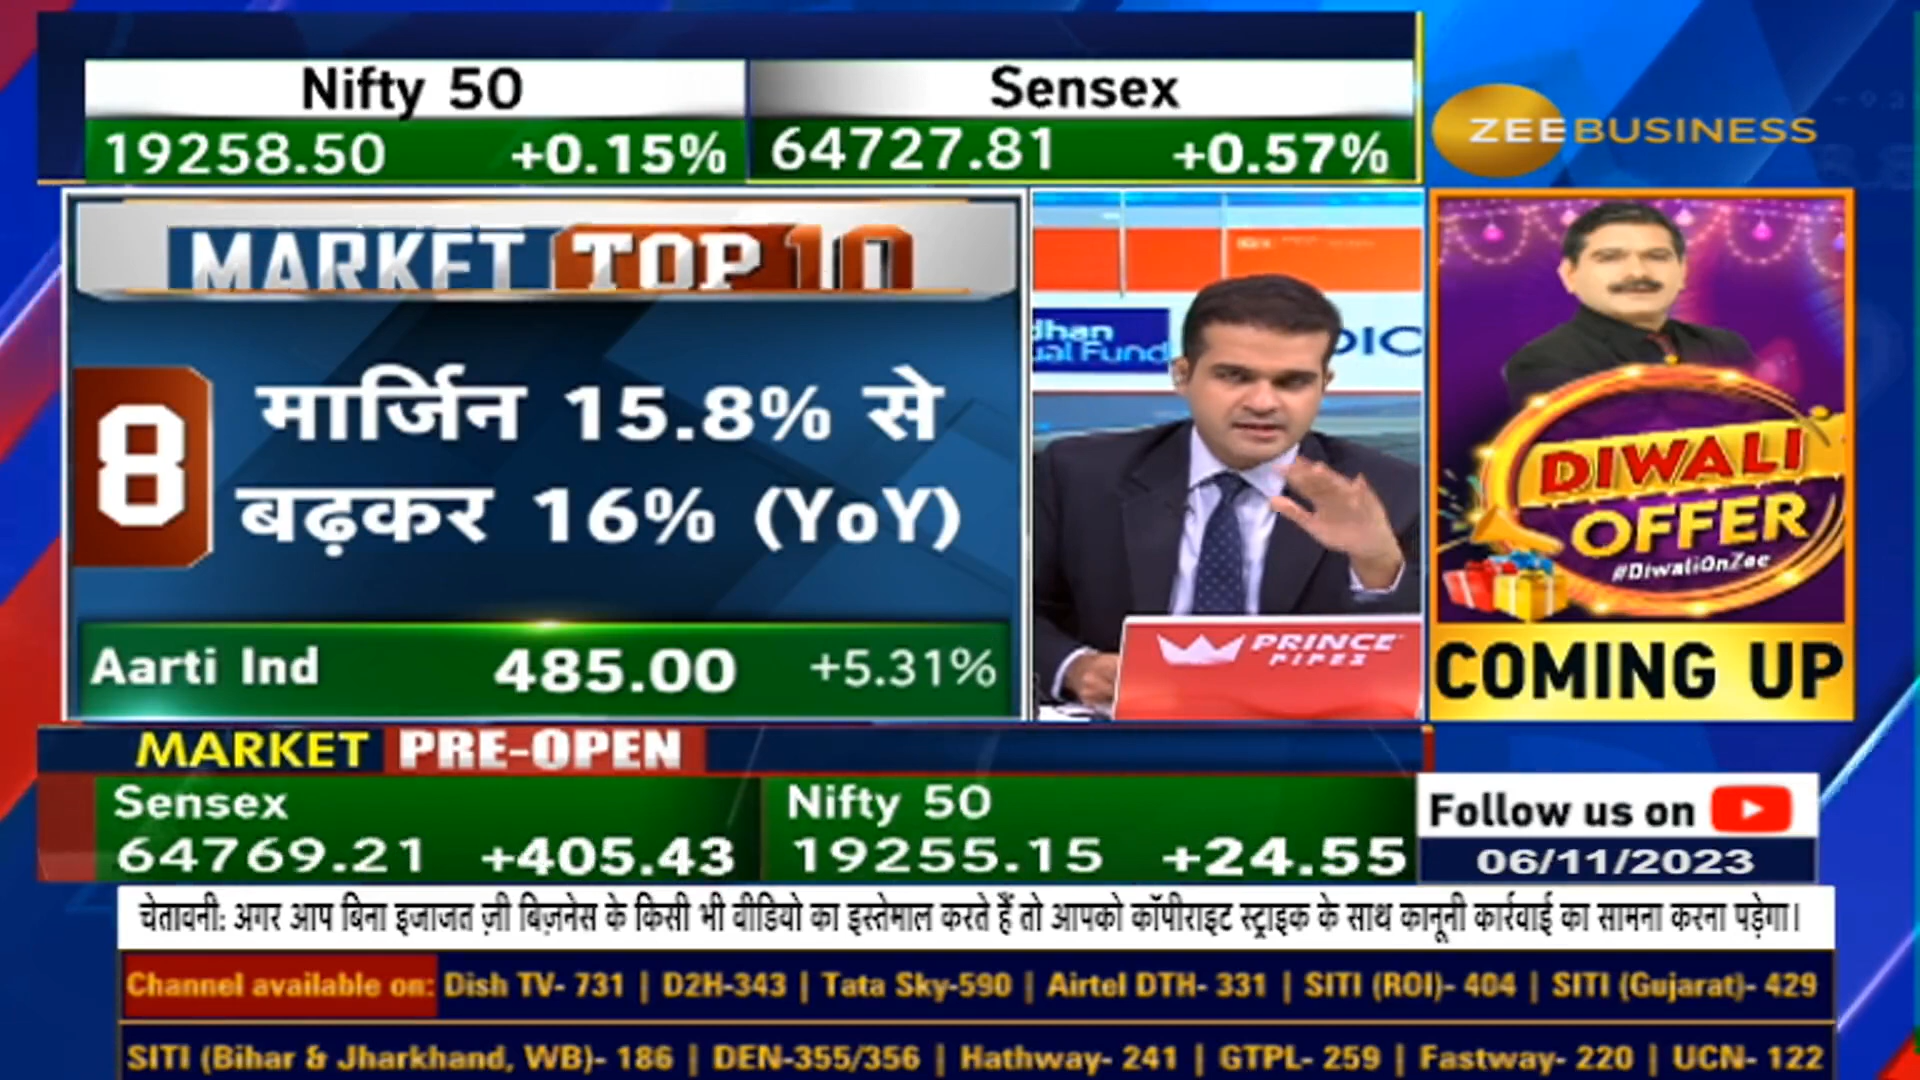 Nifty 50
19258.50 +0.15%
Sensex
64727.81 +0.57%
ZEEBUSINESS
MARKET TOP 10
8
मार्जिन 15.8% से
बढ़कर 16% (YoY)
Aarti Ind 485.00 +5.31%
dhan
ual Fund
DIC
PRINCE
PIPES
DIWALI
OFFER
#DiwaliOnZee
COMING UP
MARKET PRE-OPEN
Sensex
64769.21 +405.43
Nifty 50
19255.15 +24.55
Follow us on
06/11/2023
चेतावनी: अगर आप बिना इजाजत ज़ी बिज़नेस के किसी भी वीडियो का इस्तेमाल करते हैं तो आपको कॉपीराइट स्ट्राइक के साथ कानूनी कार्रवाई का सामना करना पड़ेगा।
Channel available on: Dish TV- 731 | D2H-343 | Tata Sky-590 | Airtel DTH- 331 | SITI (ROI)- 404 | SITI (Gujarat)- 429
SITI (Bihar & Jharkhand, WB)- 186 | DEN-355/356 | Hathway- 241 | GTPL- 259 | Fastway- 220 | UCN- 122